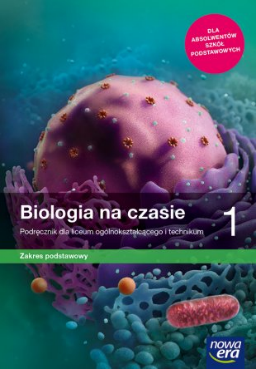 DLA
ABSOLWENTÓW
SZKÓŁ
PODSTAWOWYCH
Biologia na czasie 1
Podręcznik dla liceum ogólnokształcącego i technikum
Zakres podstawowy
nowa
era